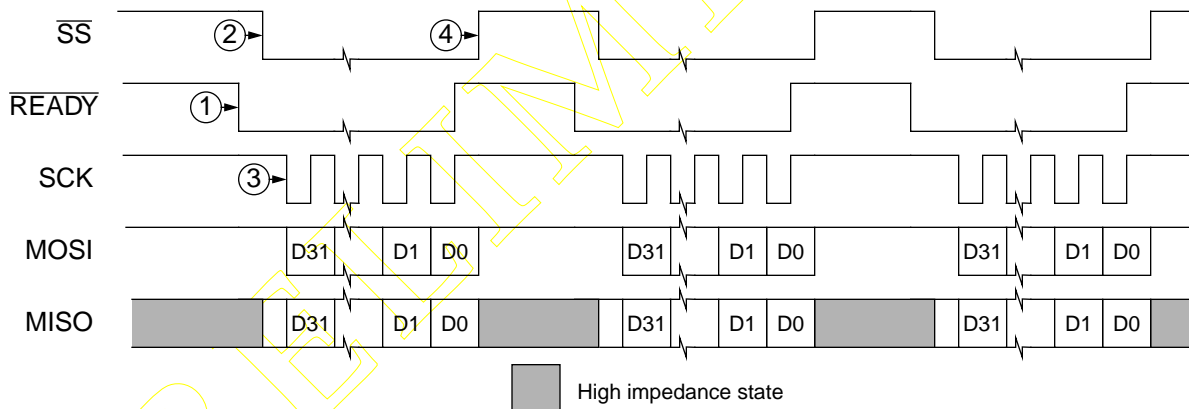 SS
② ④
READY
①
SCK
③
MOSI
D31 D1 D0 D31 D1 D0 D31 D1 D0
MISO
D31 D1 D0 D31 D1 D0 D31 D1 D0
High impedance state
PRELIM